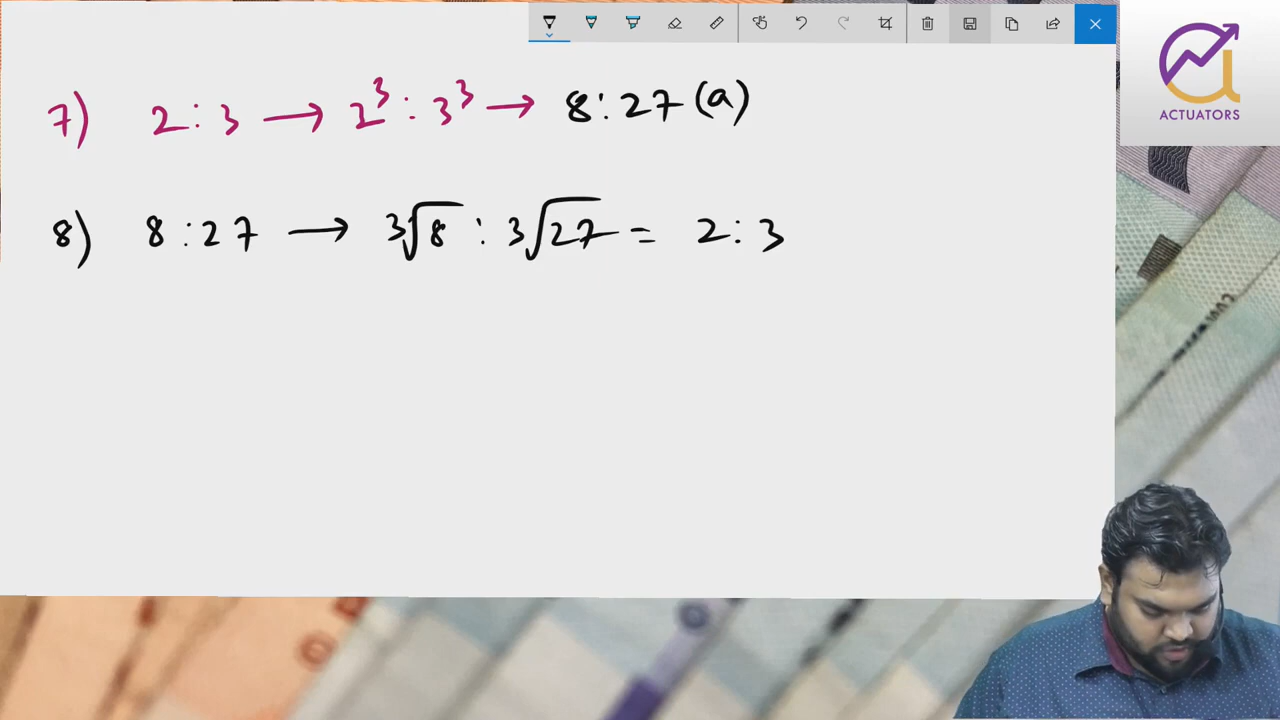 7) 2 : 3 → 2³ : 3³ → 8 : 27 (a)
8) 8 : 27 → ³√8 : ³√27 = 2 : 3
ACTUATORS